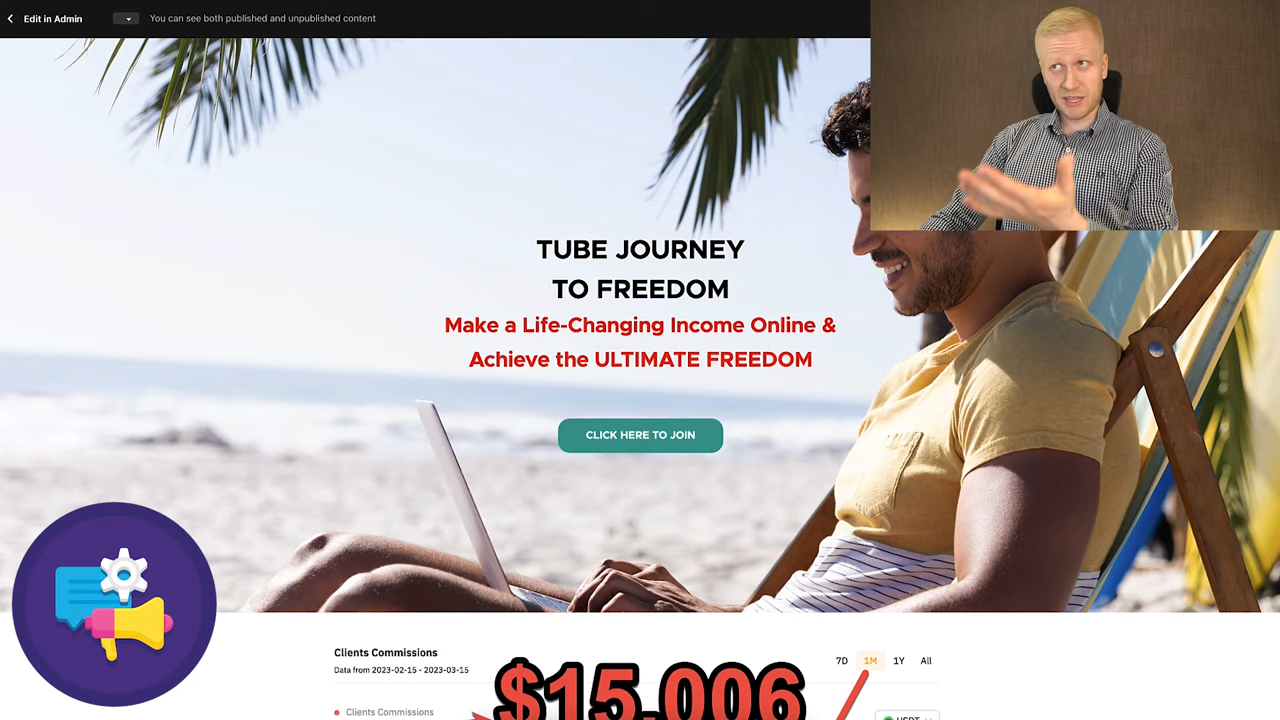 Edit in Admin
You can see both published and unpublished content
TUBE JOURNEY
TO FREEDOM
Make a Life-Changing Income Online &
Achieve the ULTIMATE FREEDOM
CLICK HERE TO JOIN
Clients Commissions
Data from 2023-02-15 - 2023-03-15
7D 1M 1Y All
$15,006
Clients Commissions
USDT